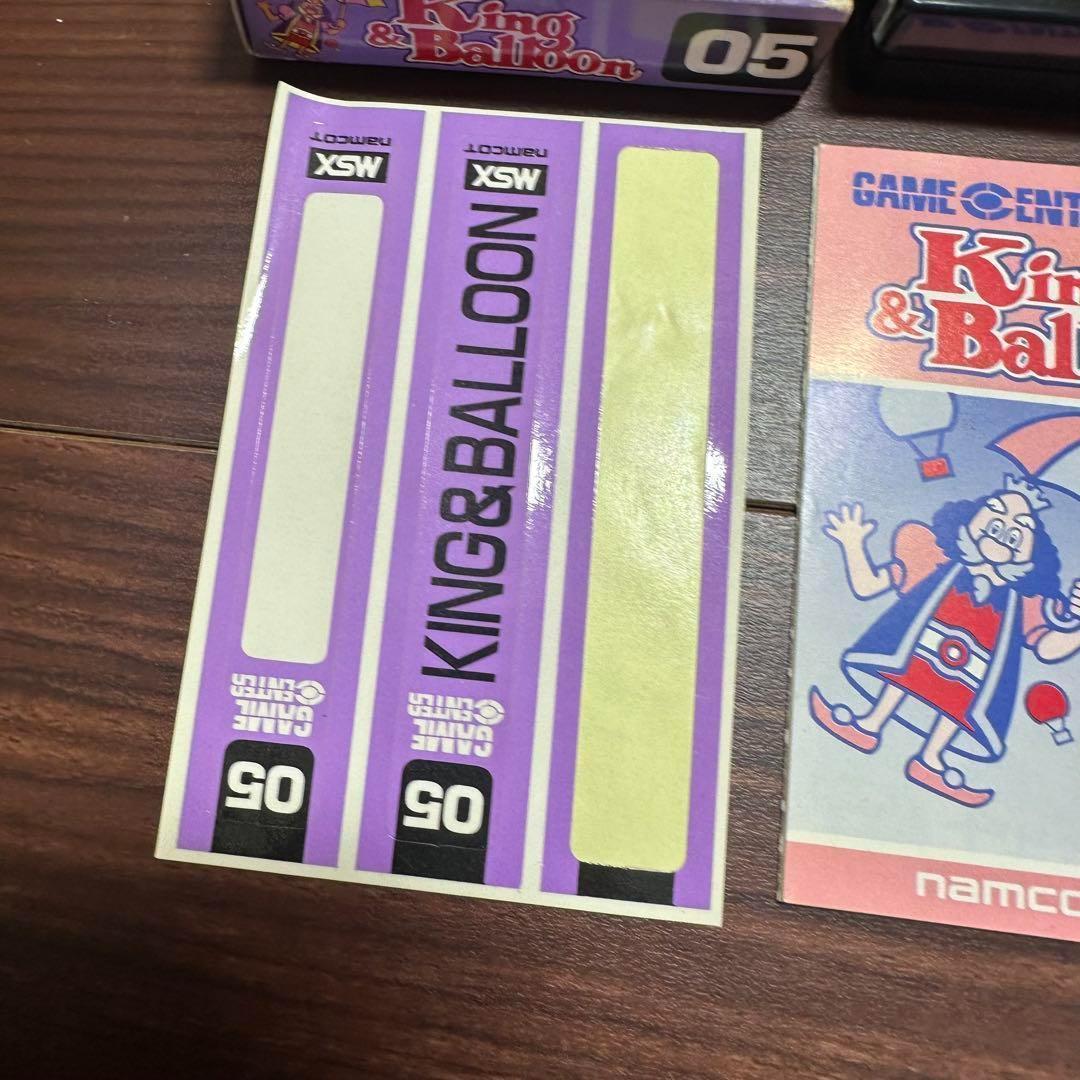 King
& Balloon
05
namcot
MSX
GAME
CENTER
05
namcot
MSX
KING&BALLOON
GAME
CENTER
05
GAME CENT
Kin
& Ball
namco